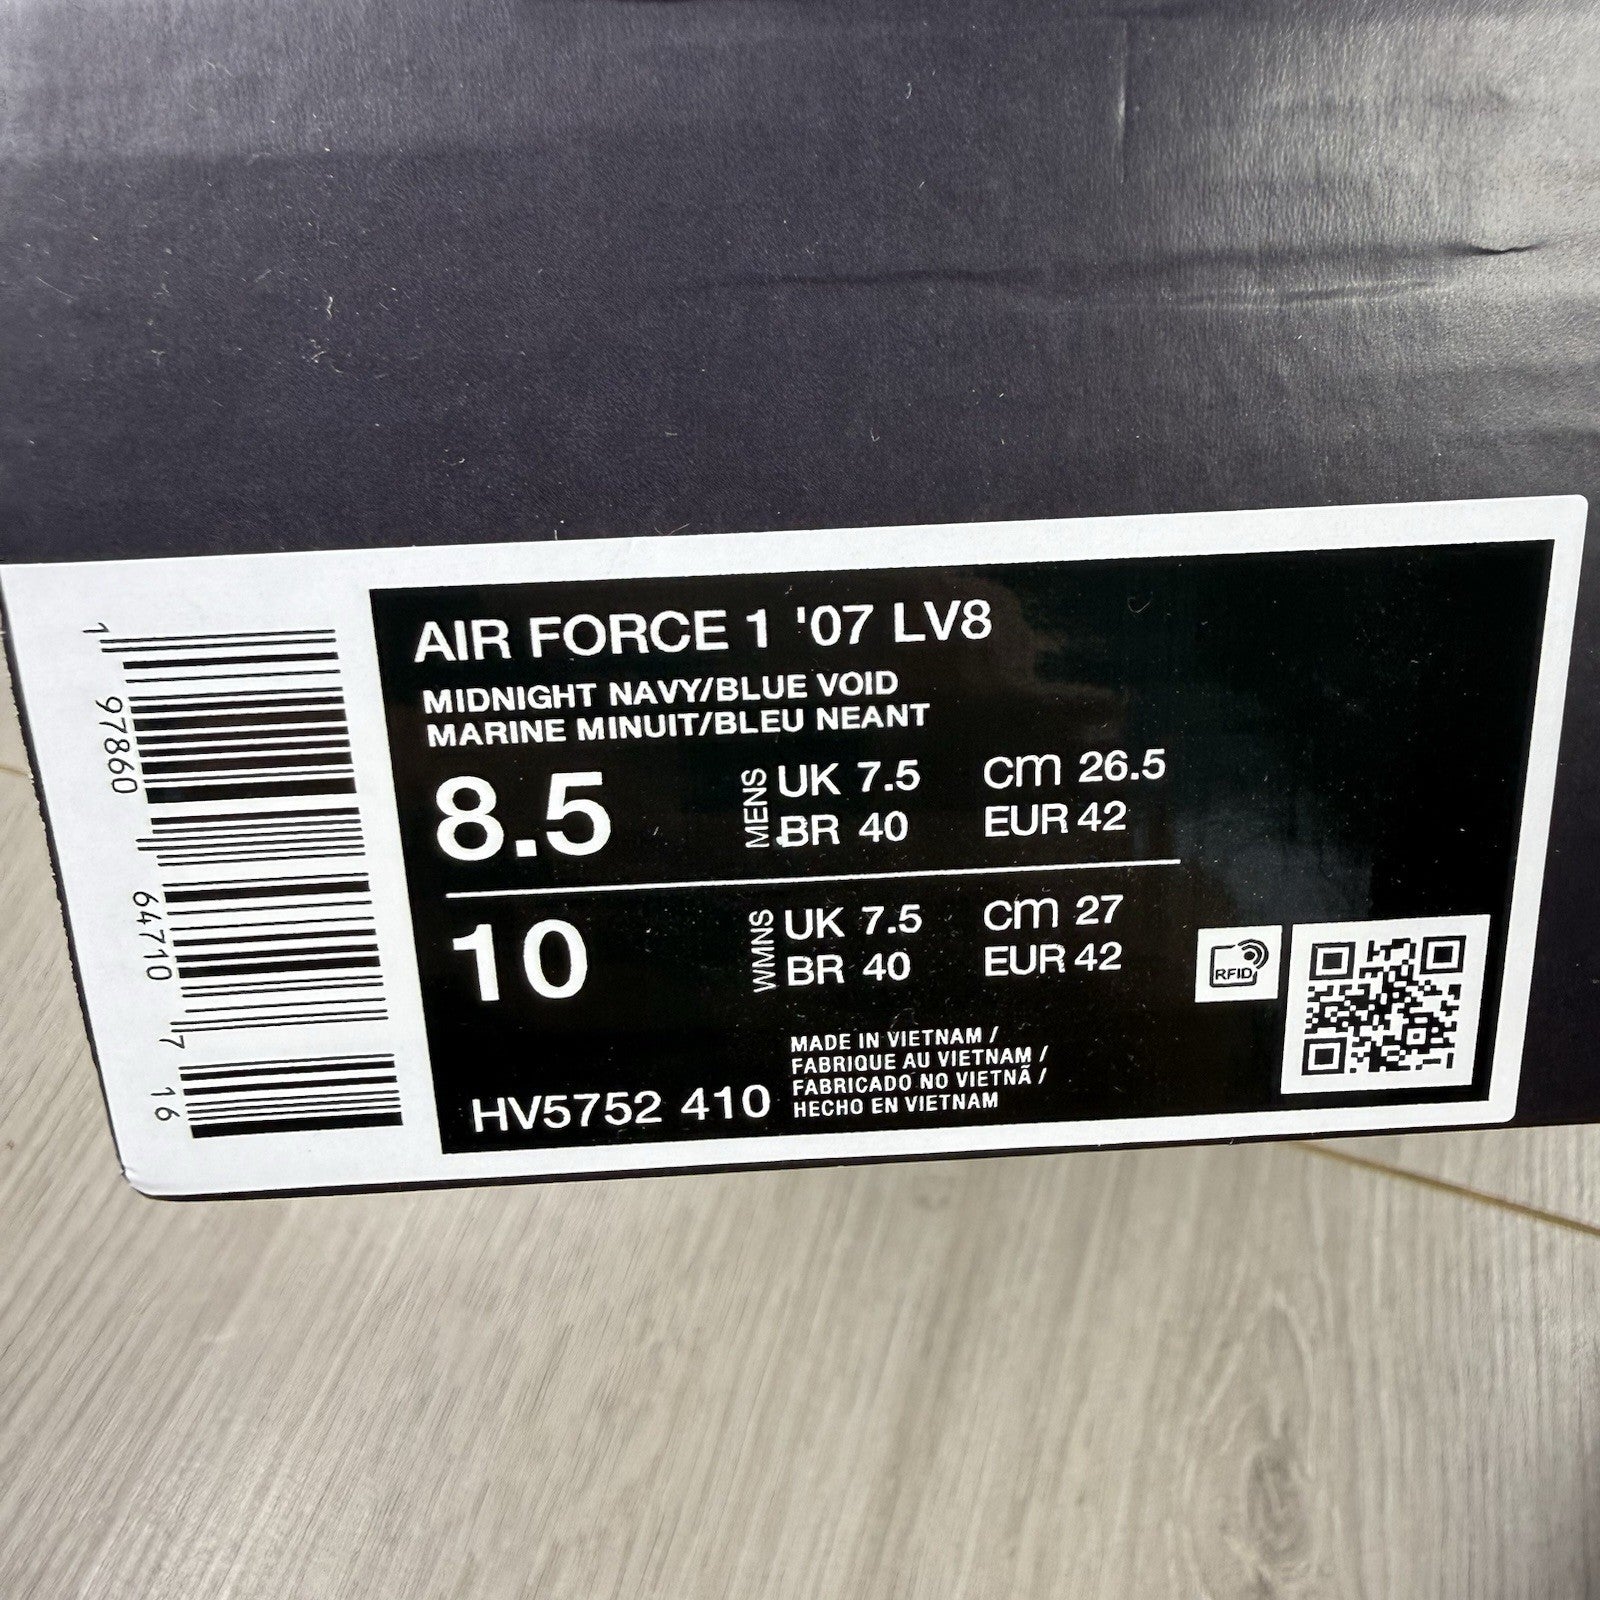 AIR FORCE 1 '07 LV8
MIDNIGHT NAVY/BLUE VOID
MARINE MINUIT/BLEU NEANT
8.5 MENS UK 7.5 CM 26.5
BR 40 EUR 42
10 WMNS UK 7.5 CM 27
BR 40 EUR 42
RFID
MADE IN VIETNAM /
FABRIQUE AU VIETNAM /
FABRICADO NO VIETNÃ /
HECHO EN VIETNAM
HV5752 410
1 97860 64710 7 16